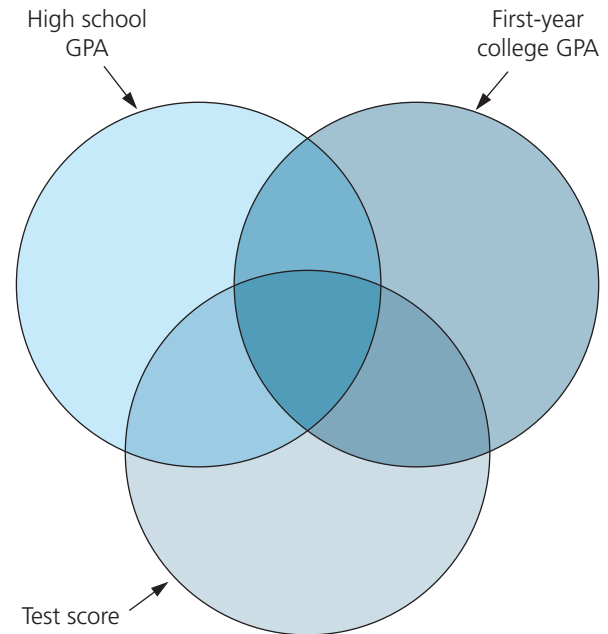 High school
GPA
First-year
college GPA
Test score